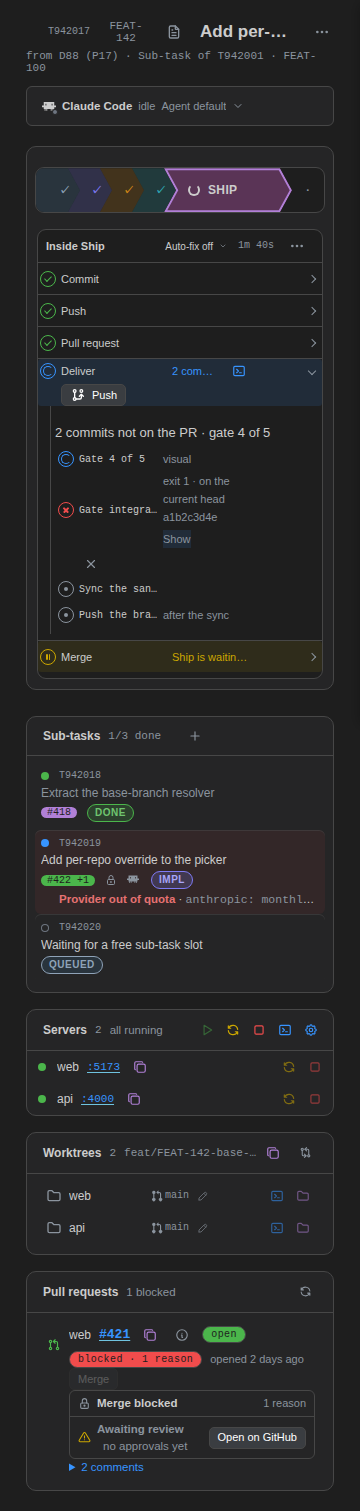 T942017 FEAT-142 Add per-…
from D88 (P17) · Sub-task of T942001 · FEAT-100
Claude Code idle Agent default
SHIP
Inside Ship Auto-fix off 1m 40s
Commit
Push
Pull request
Deliver 2 com…
Push
2 commits not on the PR · gate 4 of 5
Gate 4 of 5 visual
Gate integra… exit 1 · on the current head a1b2c3d4e
Show
Sync the san…
Push the bra… after the sync
Merge Ship is waitin…
Sub-tasks 1/3 done
T942018
Extract the base-branch resolver
#418 DONE
T942019
Add per-repo override to the picker
#422 +1 IMPL
Provider out of quota · anthropic: monthl…
T942020
Waiting for a free sub-task slot
QUEUED
Servers 2 all running
web :5173
api :4000
Worktrees 2 feat/FEAT-142-base-…
web main
api main
Pull requests 1 blocked
web #421 open
blocked · 1 reason opened 2 days ago
Merge
Merge blocked 1 reason
Awaiting review
no approvals yet
Open on GitHub
2 comments